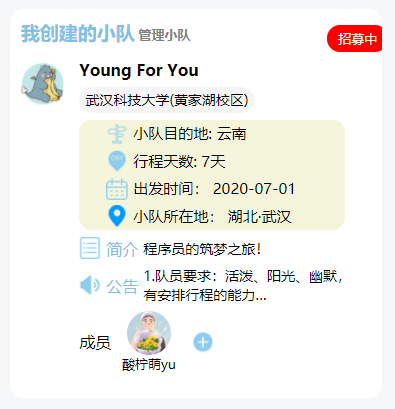 我创建的小队 管理小队
招募中
Young For You
武汉科技大学(黄家湖校区)
小队目的地: 云南
行程天数: 7天
出发时间： 2020-07-01
小队所在地： 湖北·武汉
简介 程序员的筑梦之旅！
公告 1.队员要求：活泼、阳光、幽默，
有安排行程的能力...
成员
酸柠萌yu